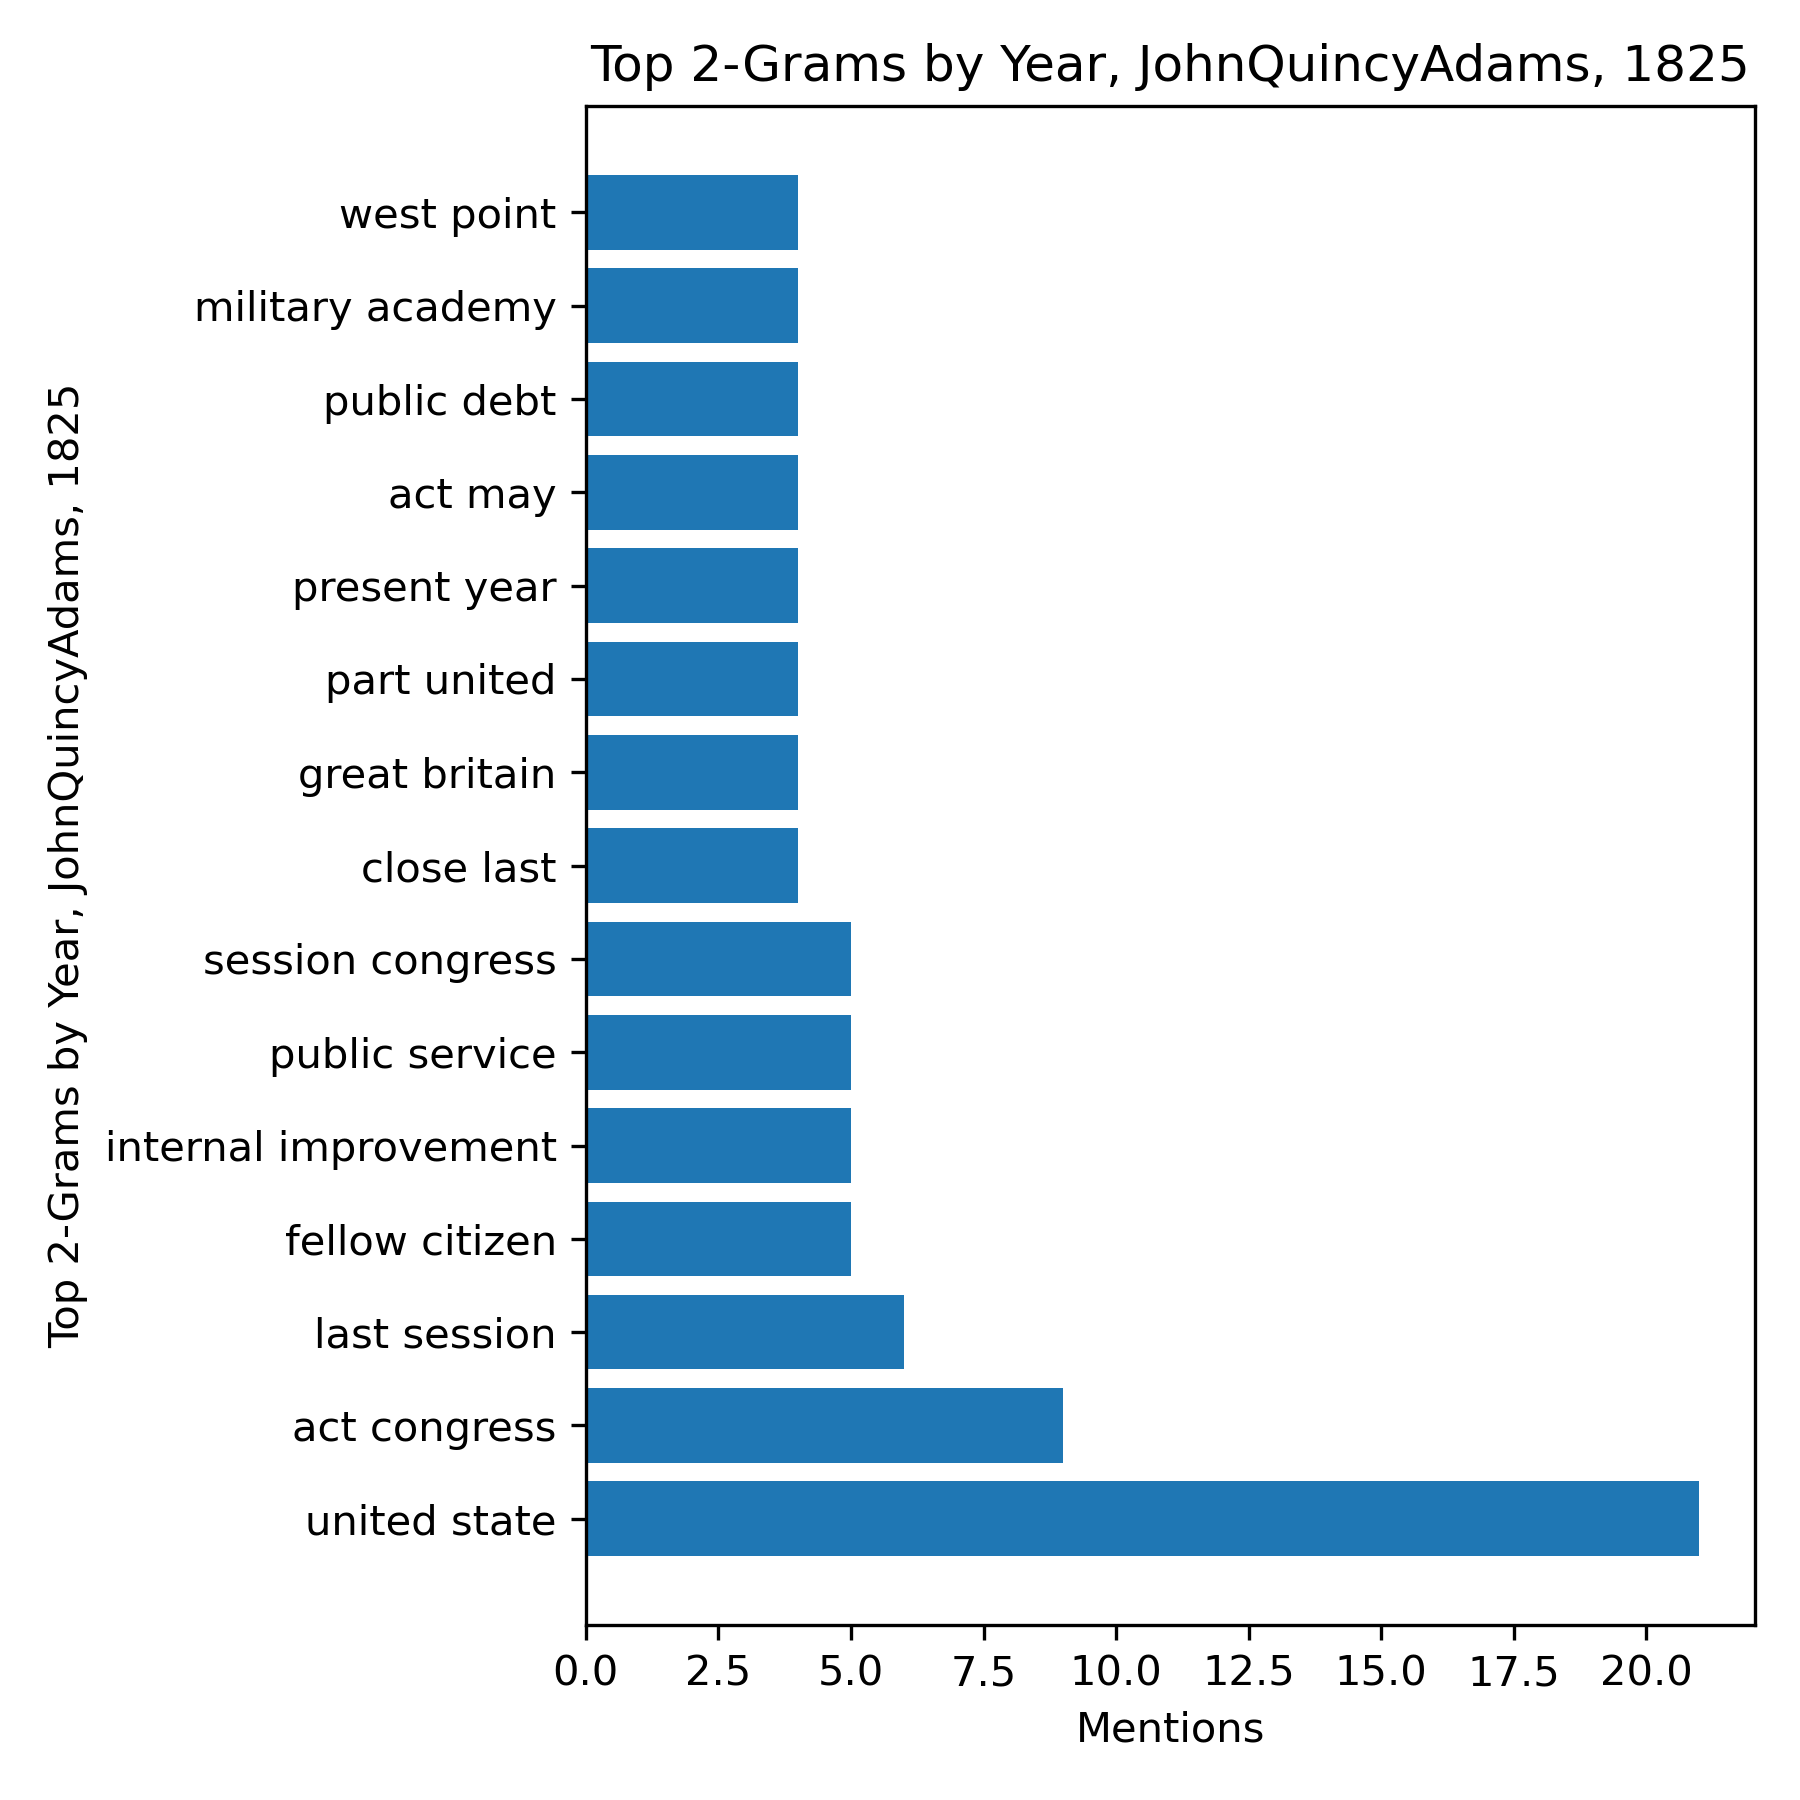 Top 2-Grams by Year, JohnQuincyAdams, 1825
Top 2-Grams by Year, JohnQuincyAdams, 1825
west point
military academy
public debt
act may
present year
part united
great britain
close last
session congress
public service
internal improvement
fellow citizen
last session
act congress
united state
0.0 2.5 5.0 7.5 10.0 12.5 15.0 17.5 20.0
Mentions